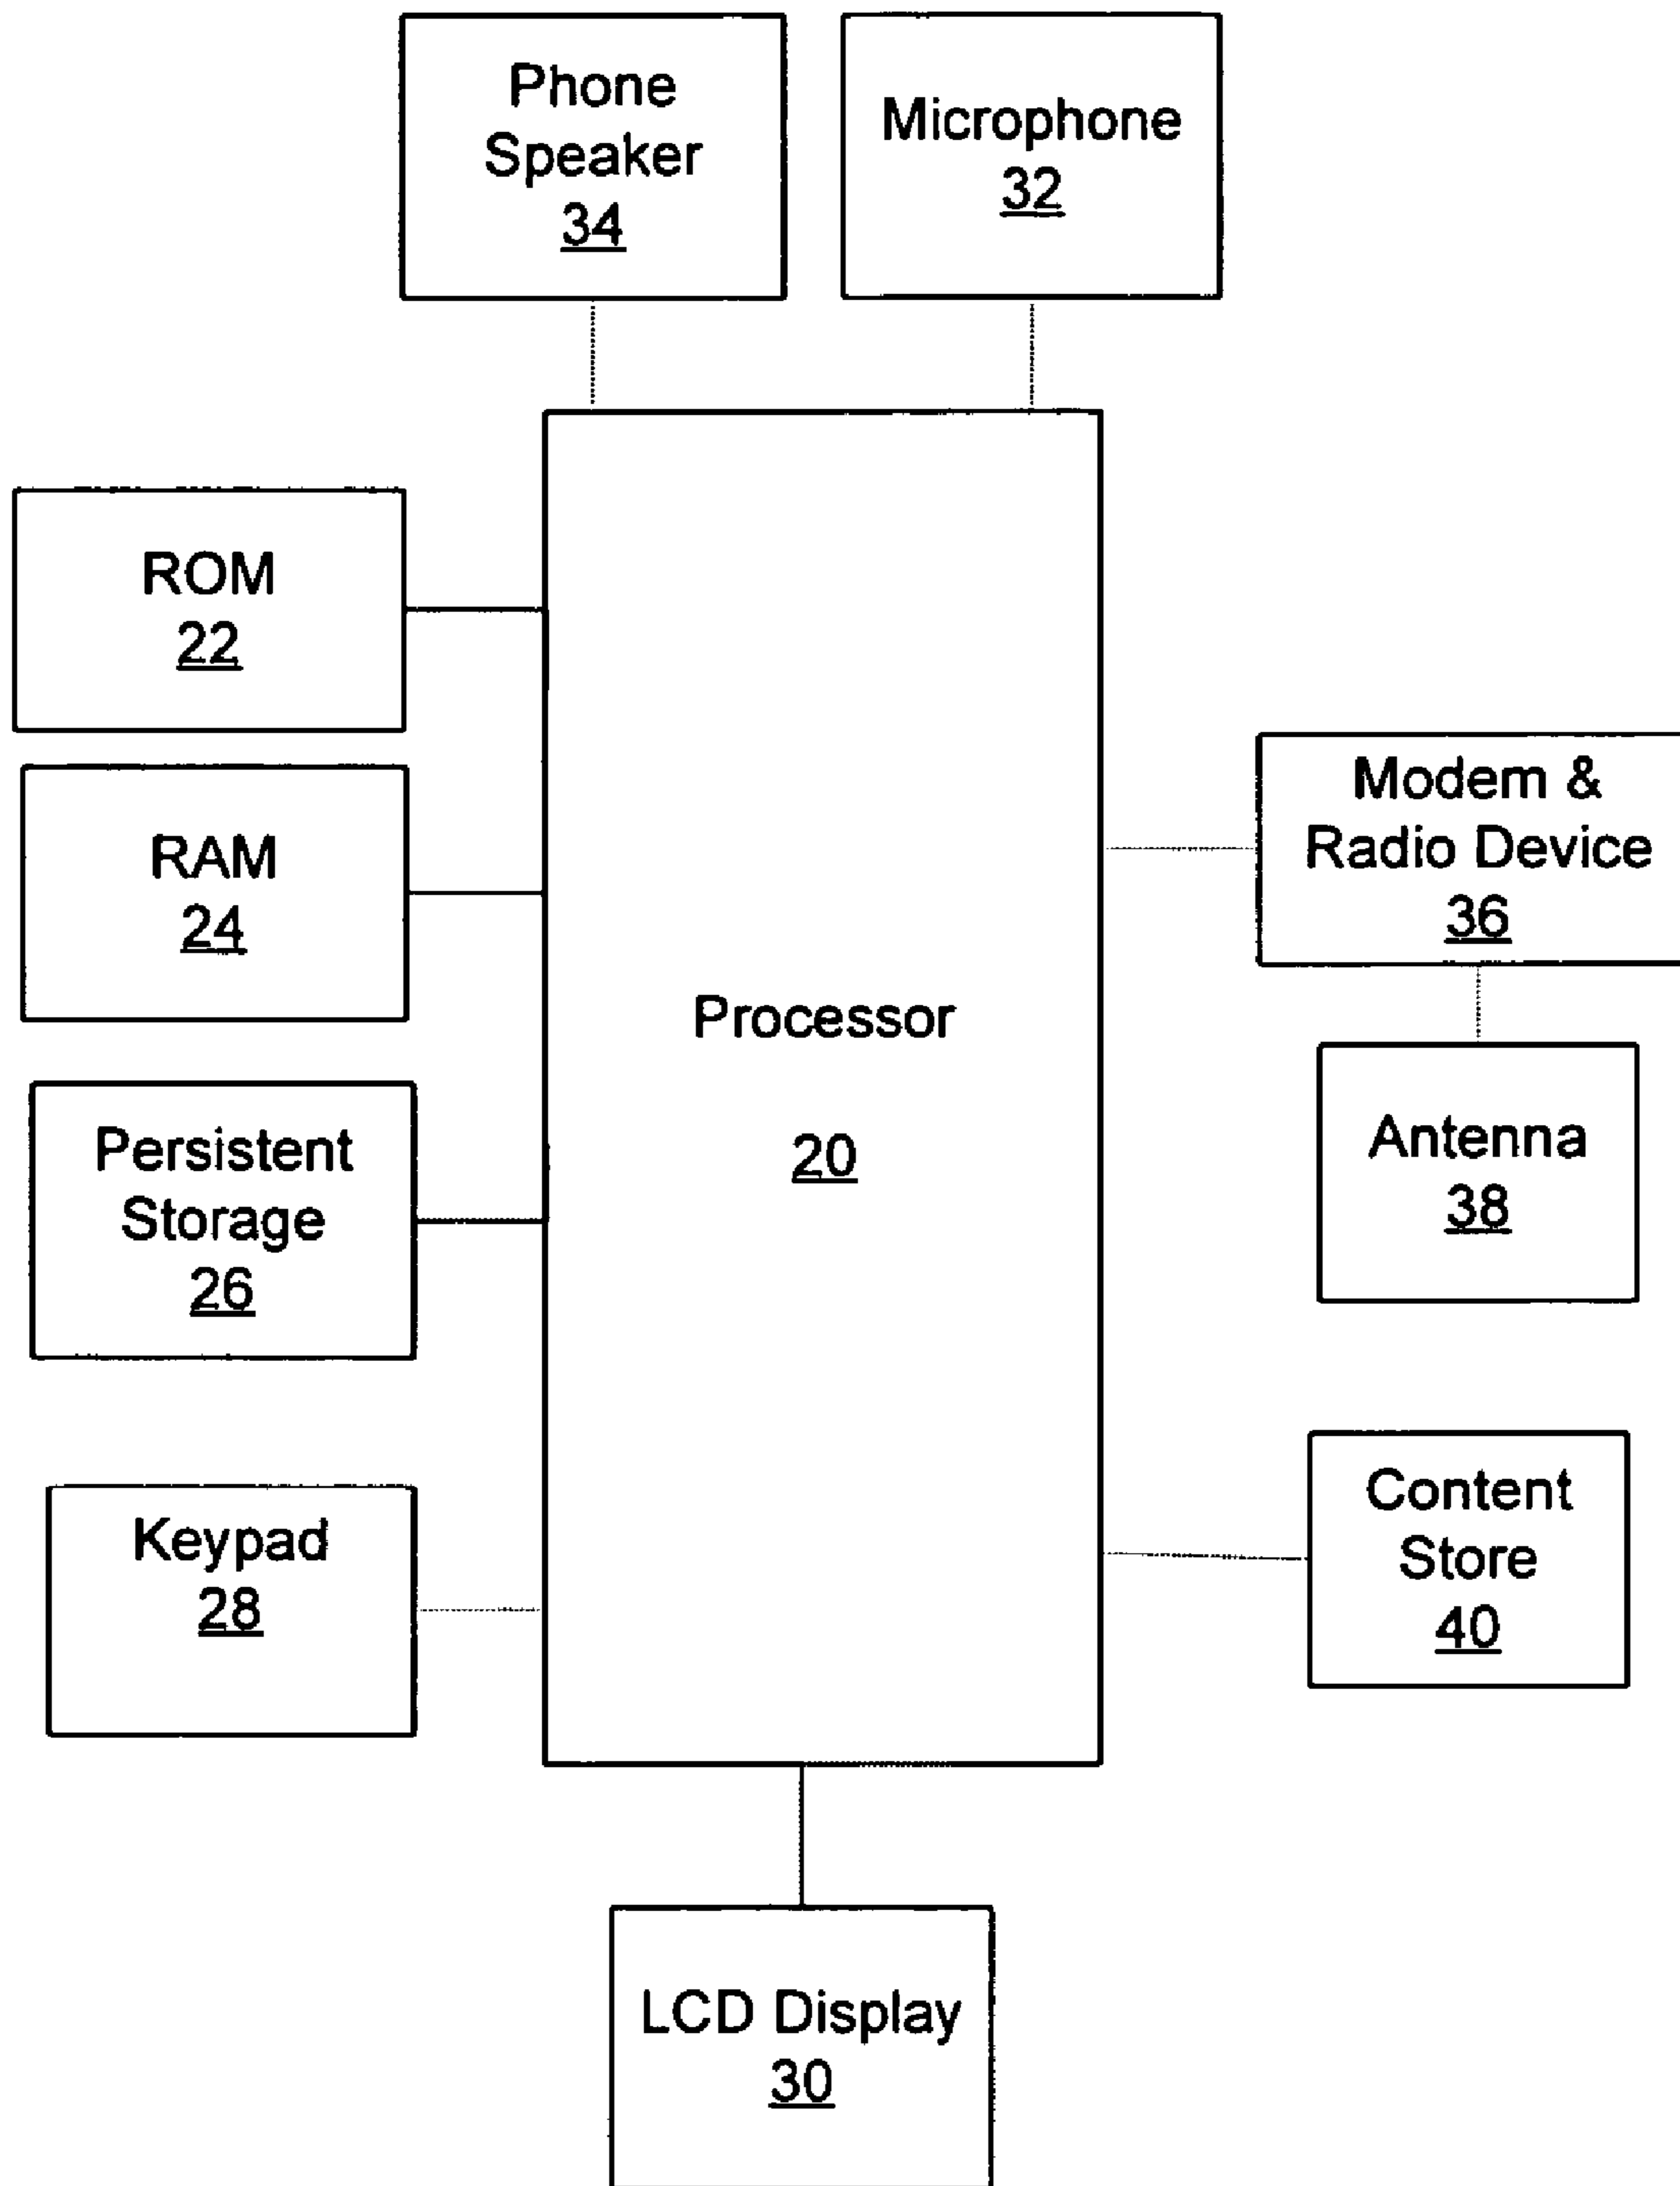 Phone
Speaker
34
Microphone
32
ROM
22
RAM
24
Persistent
Storage
26
Keypad
28
Processor
20
Modem &
Radio Device
36
Antenna
38
Content
Store
40
LCD Display
30